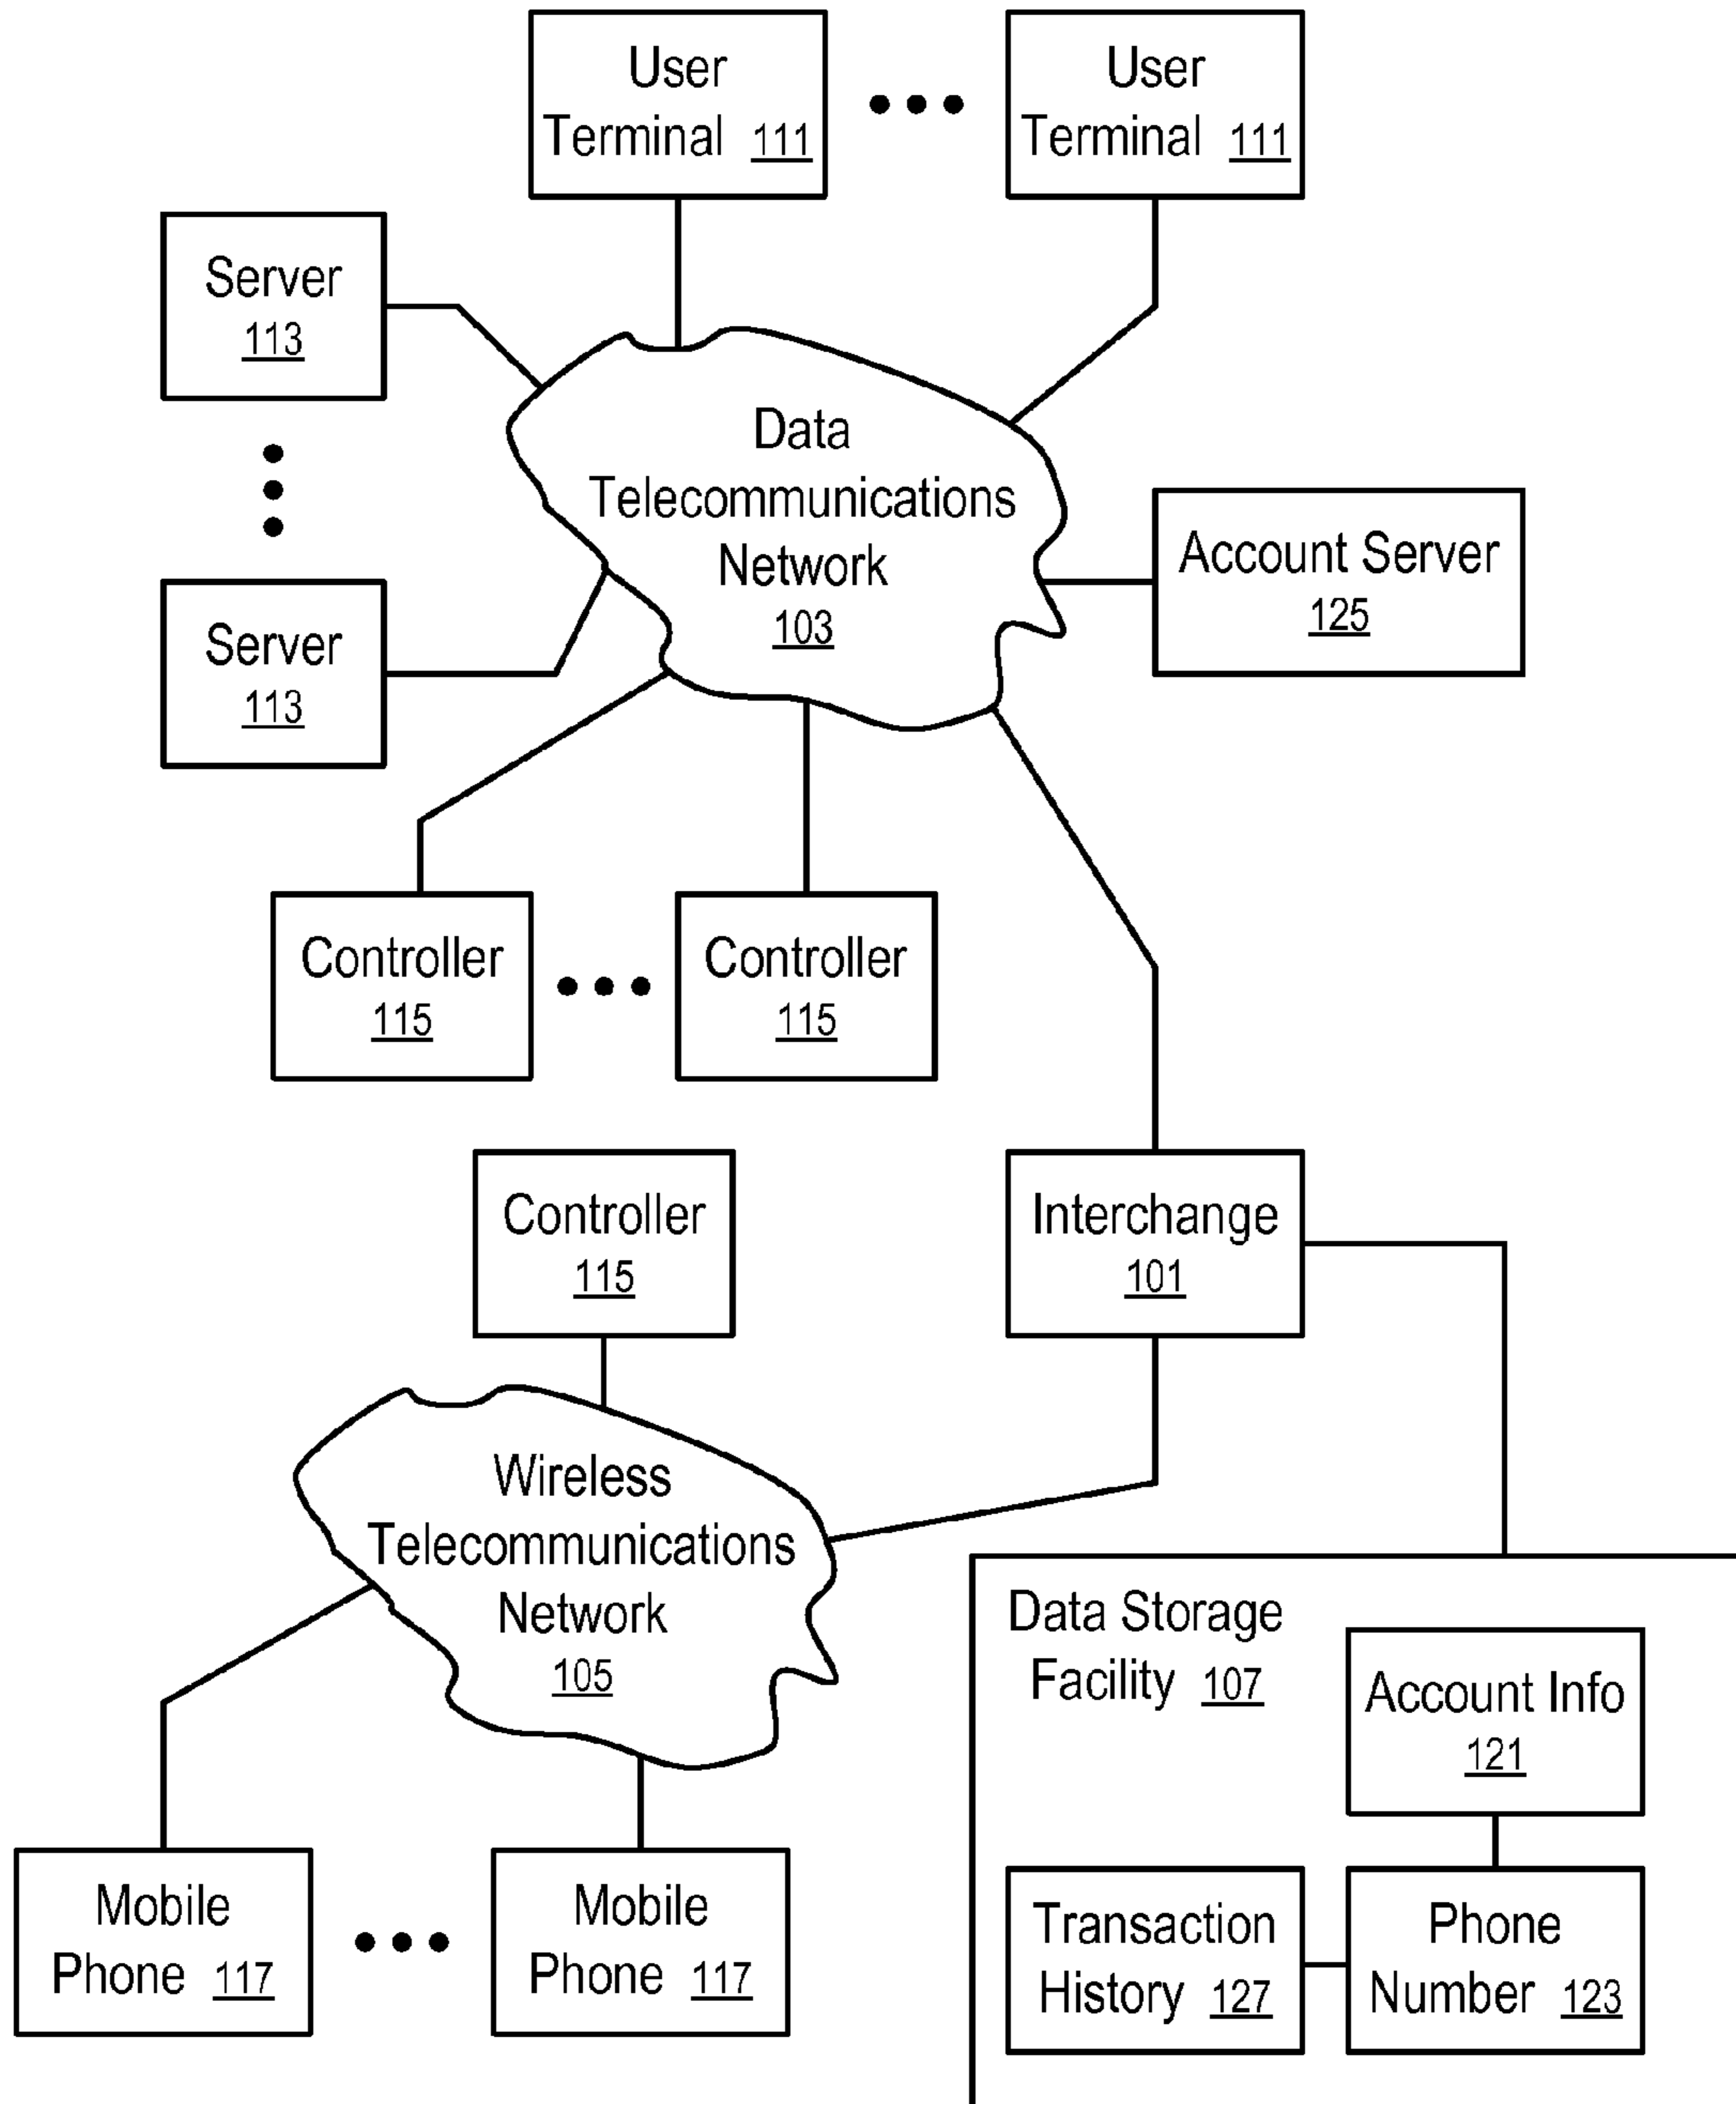 User
Terminal 111
User
Terminal 111
Server
113
Data
Telecommunications
Network
103
Account Server
125
Server
113
Controller
115
Controller
115
Controller
115
Interchange
101
Wireless
Telecommunications
Network
105
Data Storage
Facility 107
Account Info
121
Mobile
Phone 117
Mobile
Phone 117
Transaction
History 127
Phone
Number 123